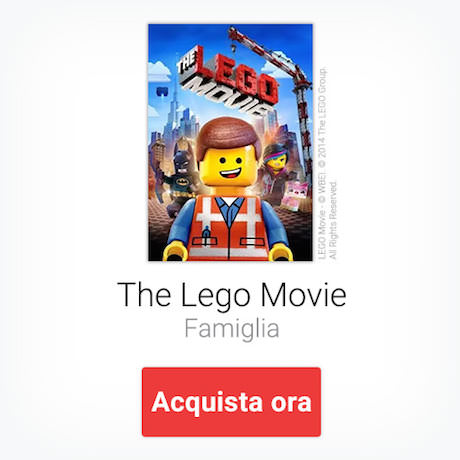 THE
LEGO
MOVIE
LEGO Movie - © WBEI. © 2014 The LEGO Group.
All Rights Reserved.
The Lego Movie
Famiglia
Acquista ora